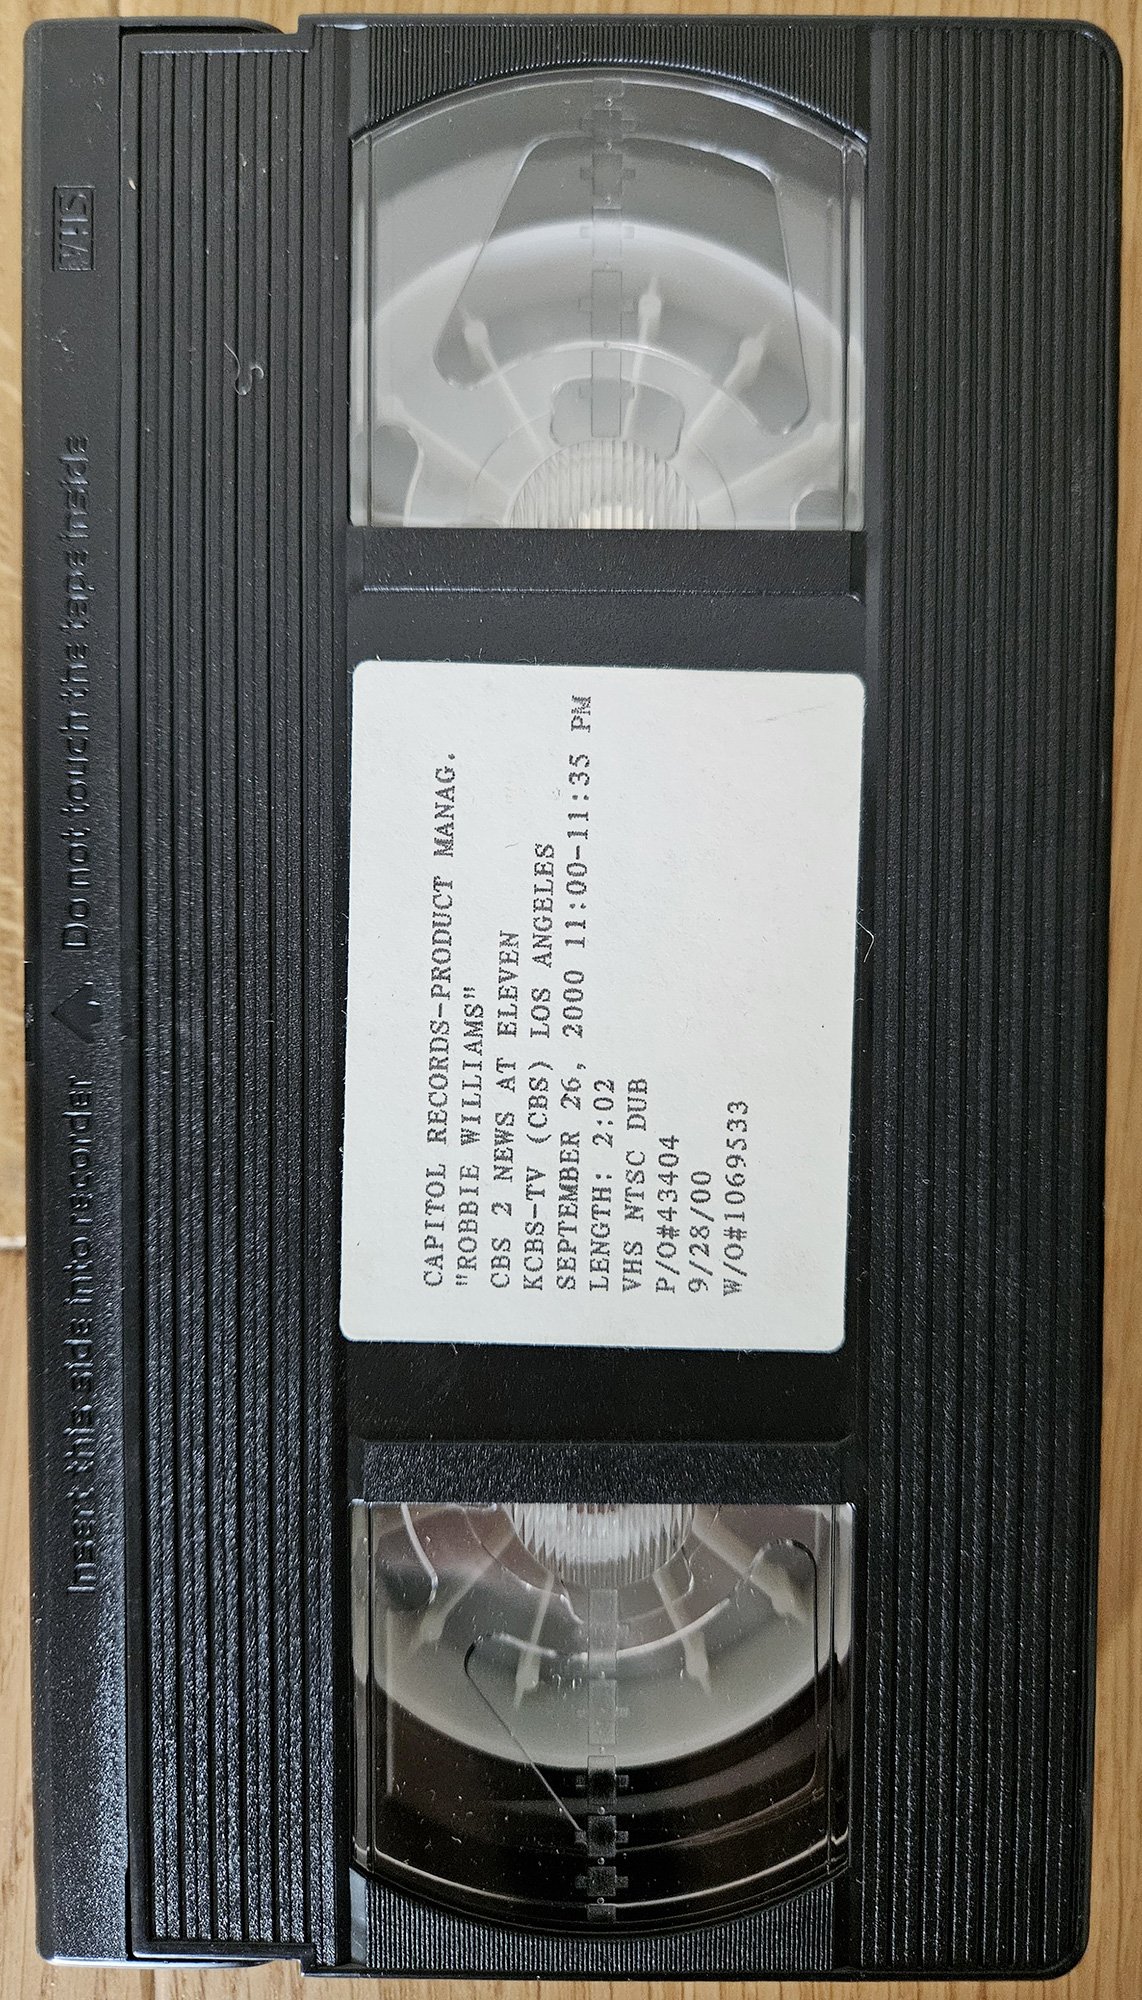 VHS
Insert this side into recorder
Do not touch the tape inside
CAPITOL RECORDS-PRODUCT MANAG.
"ROBBIE WILLIAMS"
CBS 2 NEWS AT ELEVEN
KCBS-TV (CBS) LOS ANGELES
SEPTEMBER 26, 2000 11:00-11:35 PM
LENGTH: 2:02
VHS NTSC DUB
P/O#43404
9/28/00
W/O#1069533